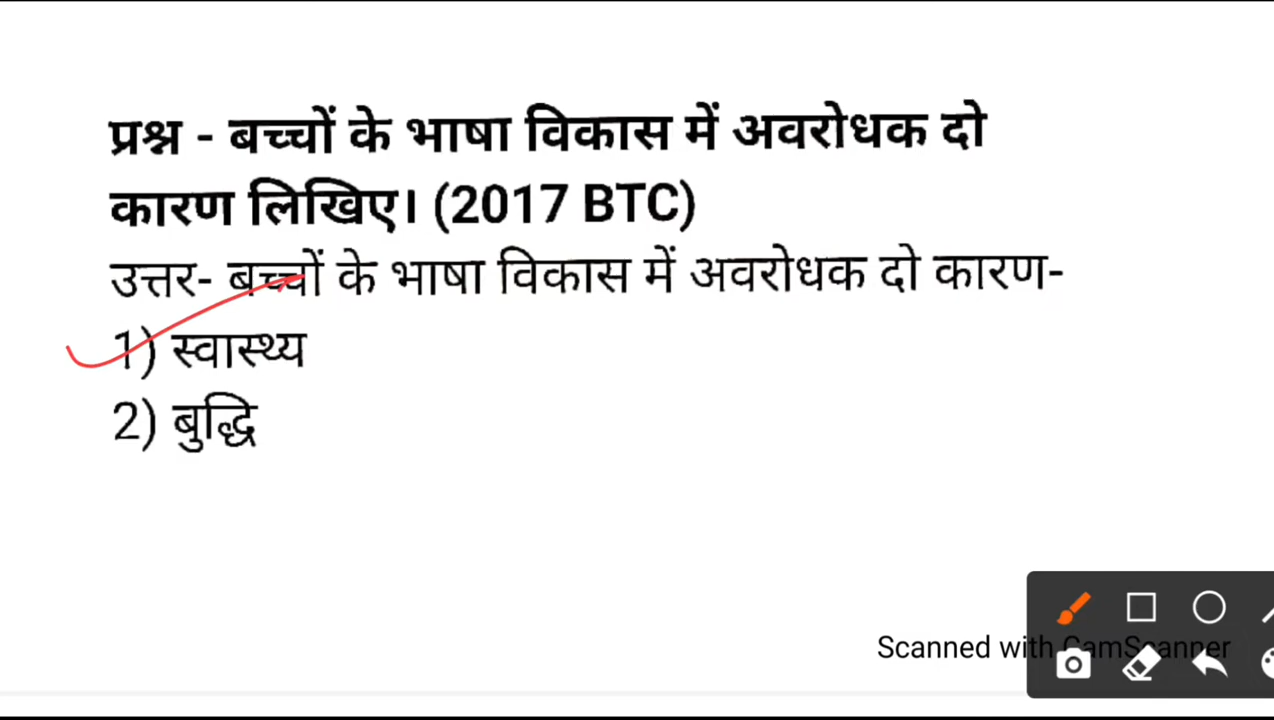 प्रश्न - बच्चों के भाषा विकास में अवरोधक दो
कारण लिखिए। (2017 BTC)
उत्तर- बच्चों के भाषा विकास में अवरोधक दो कारण-
1) स्वास्थ्य
2) बुद्धि
Scanned with CamScanner